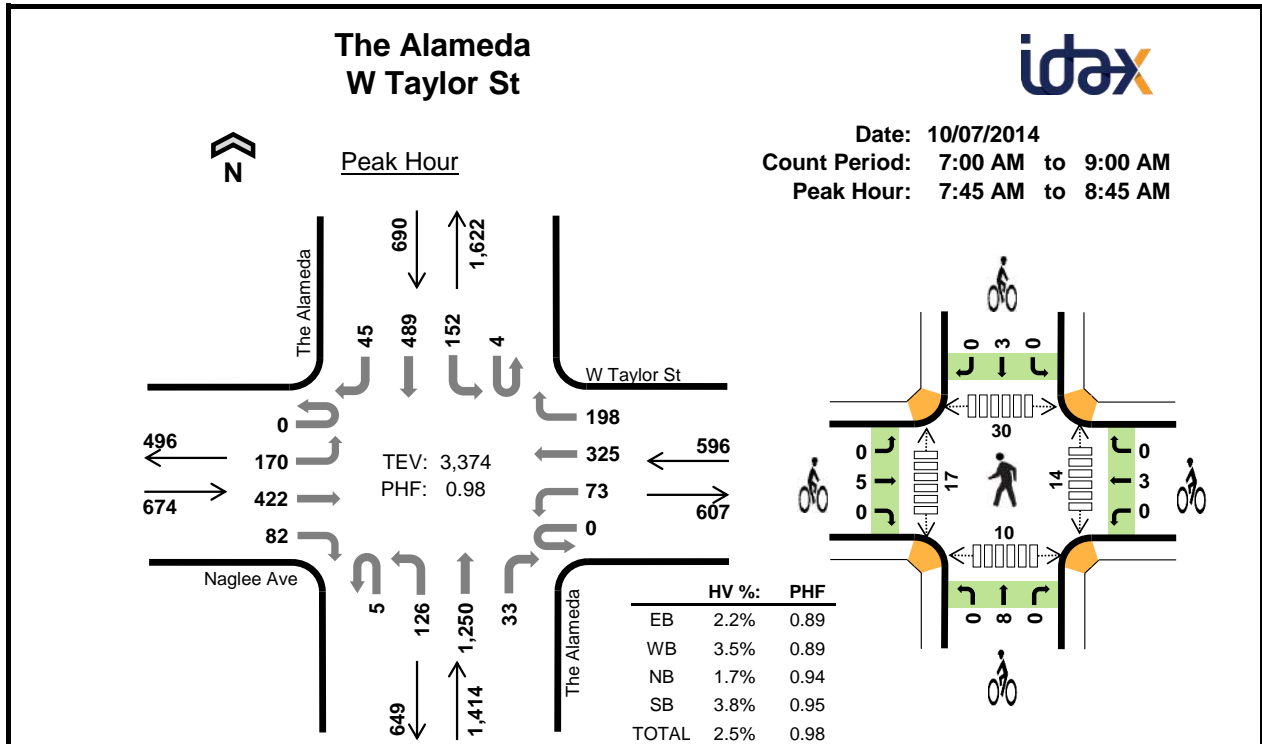 The Alameda
W Taylor St
idax
Date: 10/07/2014
Count Period: 7:00 AM to 9:00 AM
Peak Hour: 7:45 AM to 8:45 AM
N
Peak Hour
690
1,622
The Alameda
45
489
152
4
W Taylor St
0
170
422
82
496
674
TEV: 3,374
PHF: 0.98
198
325
73
0
596
607
Naglee Ave
5
126
1,250
33
The Alameda
649
1,414
HV %: PHF
EB 2.2% 0.89
WB 3.5% 0.89
NB 1.7% 0.94
SB 3.8% 0.95
TOTAL 2.5% 0.98
0 3 0
30
0
5
0
17
14
0
3
0
10
0 8 0